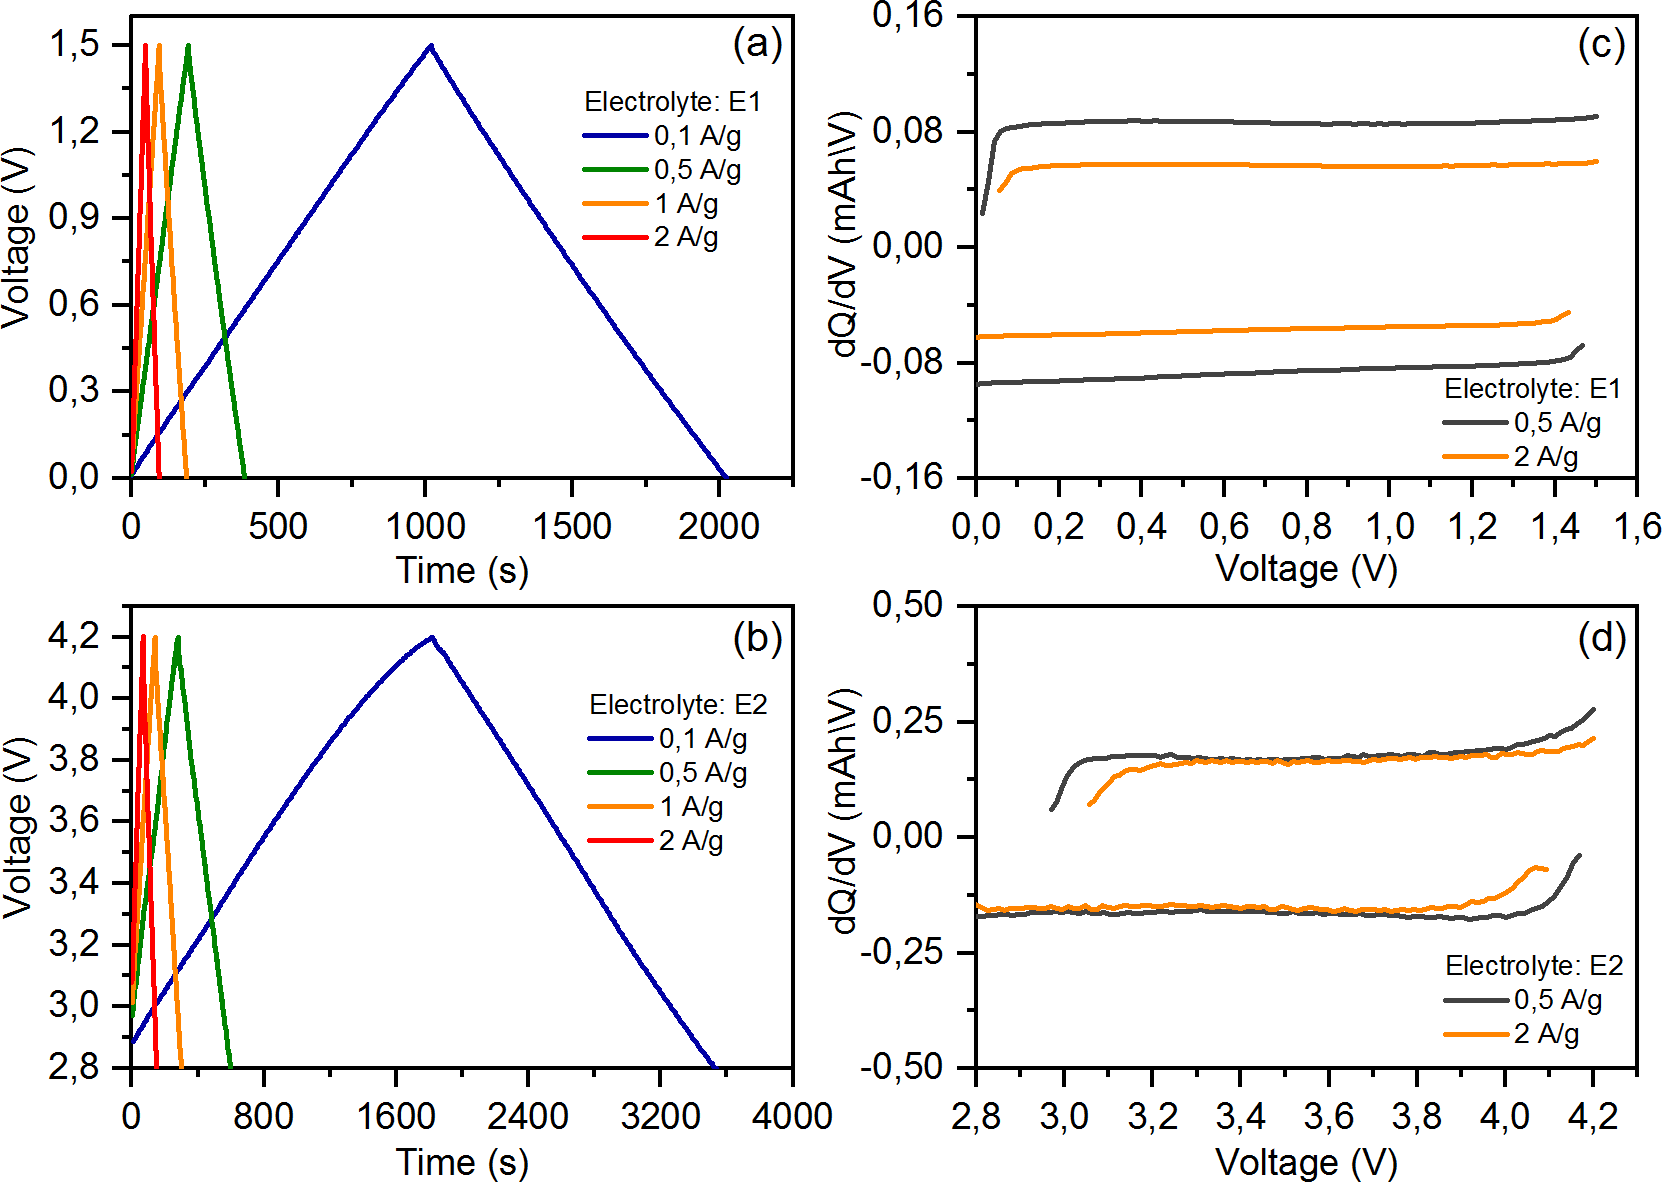 (a)
Voltage (V)
1,5
1,2
0,9
0,6
0,3
0,0
Electrolyte: E1
0,1 A/g
0,5 A/g
1 A/g
2 A/g
0 500 1000 1500 2000
Time (s)
(c)
dQ/dV (mAh\V)
0,16
0,08
0,00
-0,08
-0,16
Electrolyte: E1
0,5 A/g
2 A/g
0,0 0,2 0,4 0,6 0,8 1,0 1,2 1,4 1,6
Voltage (V)
(b)
Voltage (V)
4,2
4,0
3,8
3,6
3,4
3,2
3,0
2,8
Electrolyte: E2
0,1 A/g
0,5 A/g
1 A/g
2 A/g
0 800 1600 2400 3200 4000
Time (s)
(d)
dQ/dV (mAh\V)
0,50
0,25
0,00
-0,25
-0,50
Electrolyte: E2
0,5 A/g
2 A/g
2,8 3,0 3,2 3,4 3,6 3,8 4,0 4,2
Voltage (V)